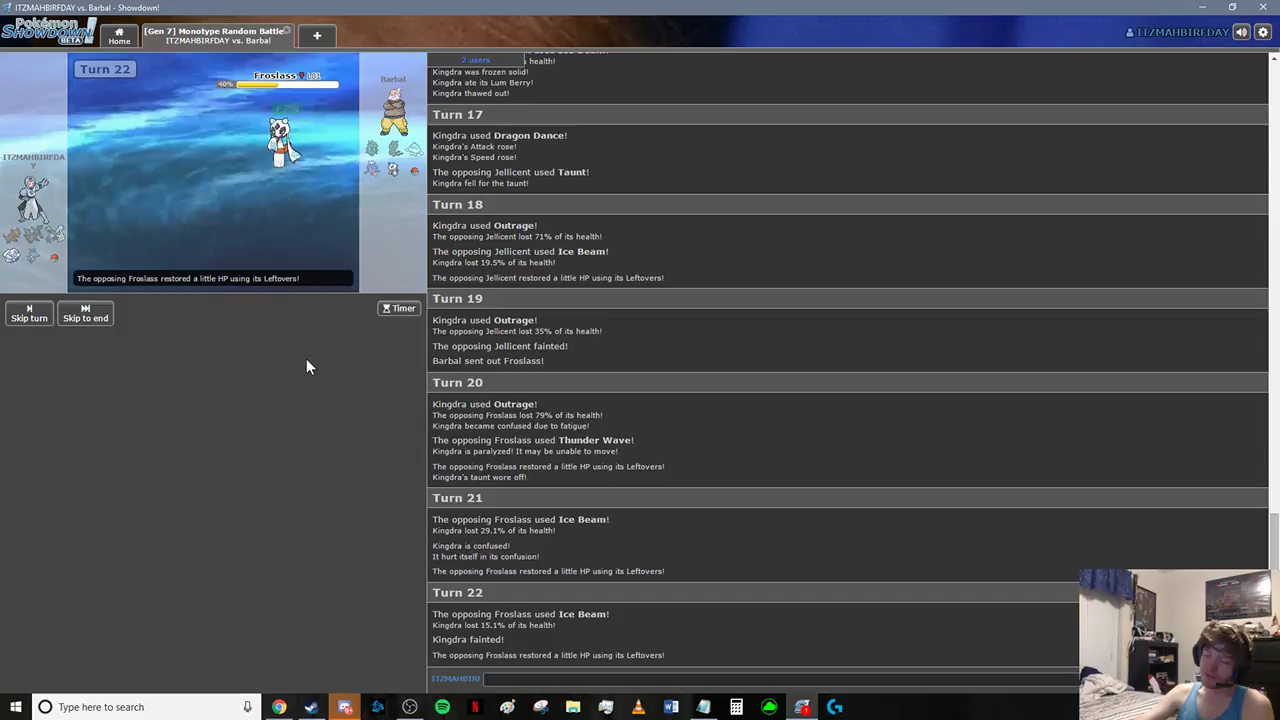 ITZMAHBIRFDAY vs. Barbal - Showdown!
Pokémon
Showdown
BETA
Home
[Gen 7] Monotype Random Battle
ITZMAHBIRFDAY vs. Barbal
ITZMAHBIRFDAY
Turn 22
Froslass L81
40%
Barbal
ITZMAHBIRFDA
Y
The opposing Froslass restored a little HP using its Leftovers!
Skip turn
Skip to end
Timer
2 users
s health!
Kingdra was frozen solid!
Kingdra ate its Lum Berry!
Kingdra thawed out!
Turn 17
Kingdra used Dragon Dance!
Kingdra's Attack rose!
Kingdra's Speed rose!
The opposing Jellicent used Taunt!
Kingdra fell for the taunt!
Turn 18
Kingdra used Outrage!
The opposing Jellicent lost 71% of its health!
The opposing Jellicent used Ice Beam!
Kingdra lost 19.5% of its health!
The opposing Jellicent restored a little HP using its Leftovers!
Turn 19
Kingdra used Outrage!
The opposing Jellicent lost 35% of its health!
The opposing Jellicent fainted!
Barbal sent out Froslass!
Turn 20
Kingdra used Outrage!
The opposing Froslass lost 79% of its health!
Kingdra became confused due to fatigue!
The opposing Froslass used Thunder Wave!
Kingdra is paralyzed! It may be unable to move!
The opposing Froslass restored a little HP using its Leftovers!
Kingdra's taunt wore off!
Turn 21
The opposing Froslass used Ice Beam!
Kingdra lost 29.1% of its health!
Kingdra is confused!
It hurt itself in its confusion!
The opposing Froslass restored a little HP using its Leftovers!
Turn 22
The opposing Froslass used Ice Beam!
Kingdra lost 15.1% of its health!
Kingdra fainted!
The opposing Froslass restored a little HP using its Leftovers!
ITZMAHBIRF
Type here to search